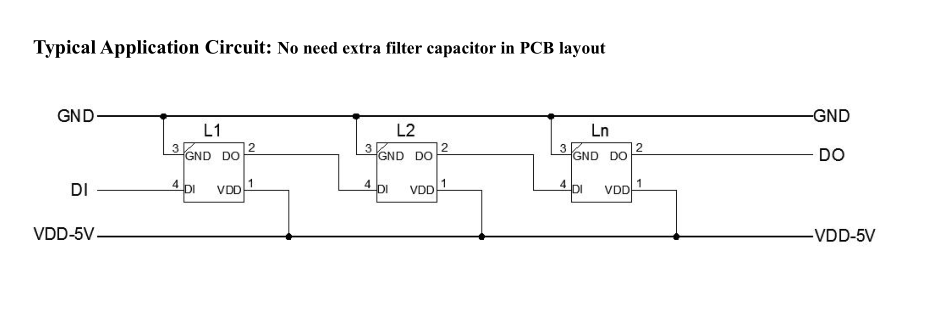 Typical Application Circuit: No need extra filter capacitor in PCB layout
GND GND
L1 L2 Ln
3 GND DO 2 3 GND DO 2 3 GND DO 2 DO
DI 4 DI VDD 1 4 DI VDD 1 4 DI VDD 1
VDD-5V VDD-5V